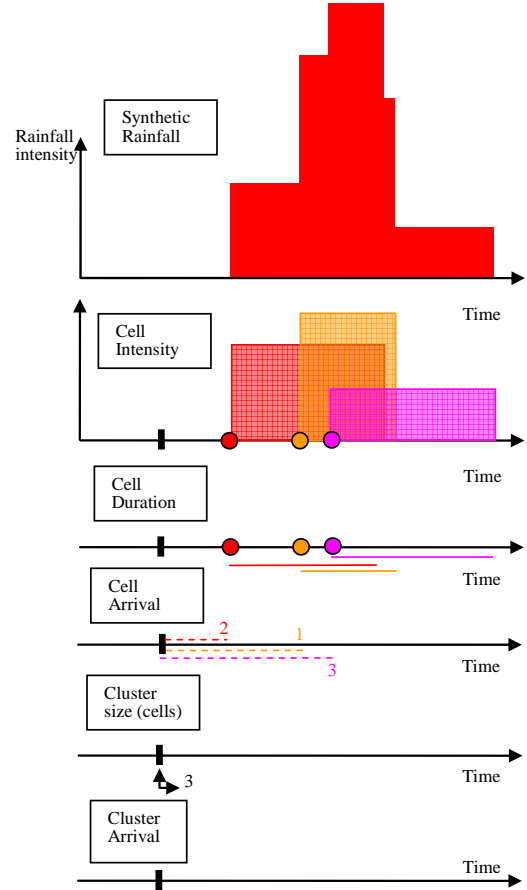 Synthetic
Rainfall
Rainfall
intensity
Time
Cell
Intensity
Time
Cell
Duration
Time
Cell
Arrival
2
1
3
Time
Cluster
size (cells)
Time
3
Cluster
Arrival
Time